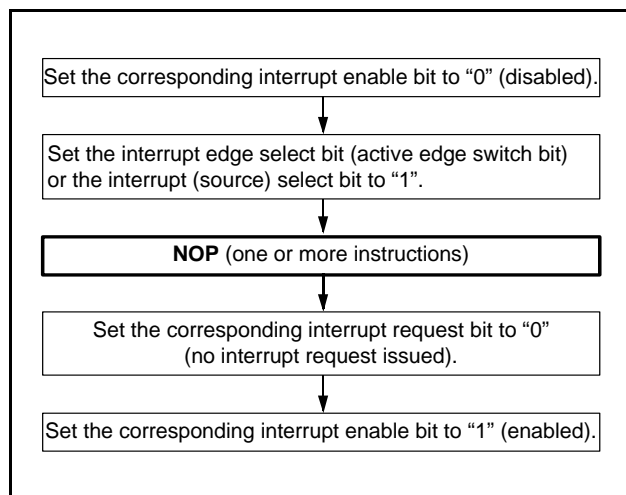 Set the corresponding interrupt enable bit to “0” (disabled).
Set the interrupt edge select bit (active edge switch bit)
or the interrupt (source) select bit to “1”.
NOP (one or more instructions)
Set the corresponding interrupt request bit to “0”
(no interrupt request issued).
Set the corresponding interrupt enable bit to “1” (enabled).